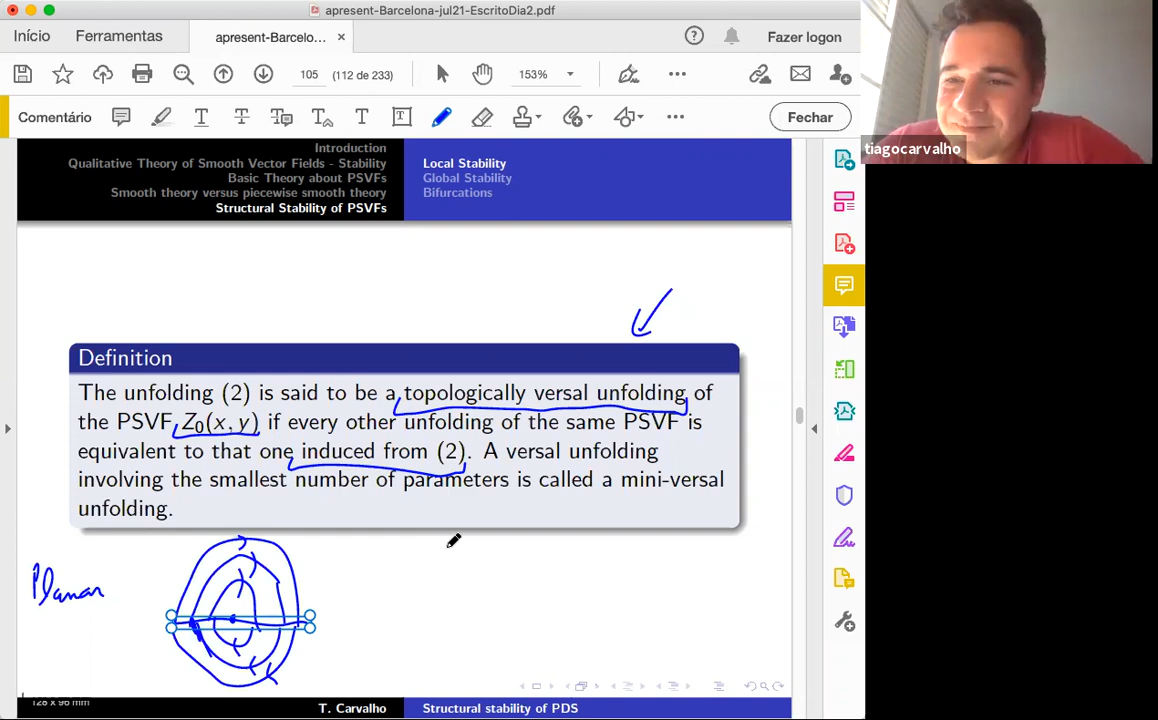 apresent-Barcelona-jul21-EscritoDia2.pdf
Início
Ferramentas
apresent-Barcelo...
Fazer logon
105
(112 de 233)
153%
Comentário
Fechar
tiagocarvalho
Introduction
Qualitative Theory of Smooth Vector Fields - Stability
Basic Theory about PSVFs
Smooth theory versus piecewise smooth theory
Structural Stability of PSVFs
Local Stability
Global Stability
Bifurcations
Definition
The unfolding (2) is said to be a topologically versal unfolding of
the PSVF Z₀(x, y) if every other unfolding of the same PSVF is
equivalent to that one induced from (2). A versal unfolding
involving the smallest number of parameters is called a mini-versal
unfolding.
Planar
128 x 96 mm
T. Carvalho
Structural stability of PDS